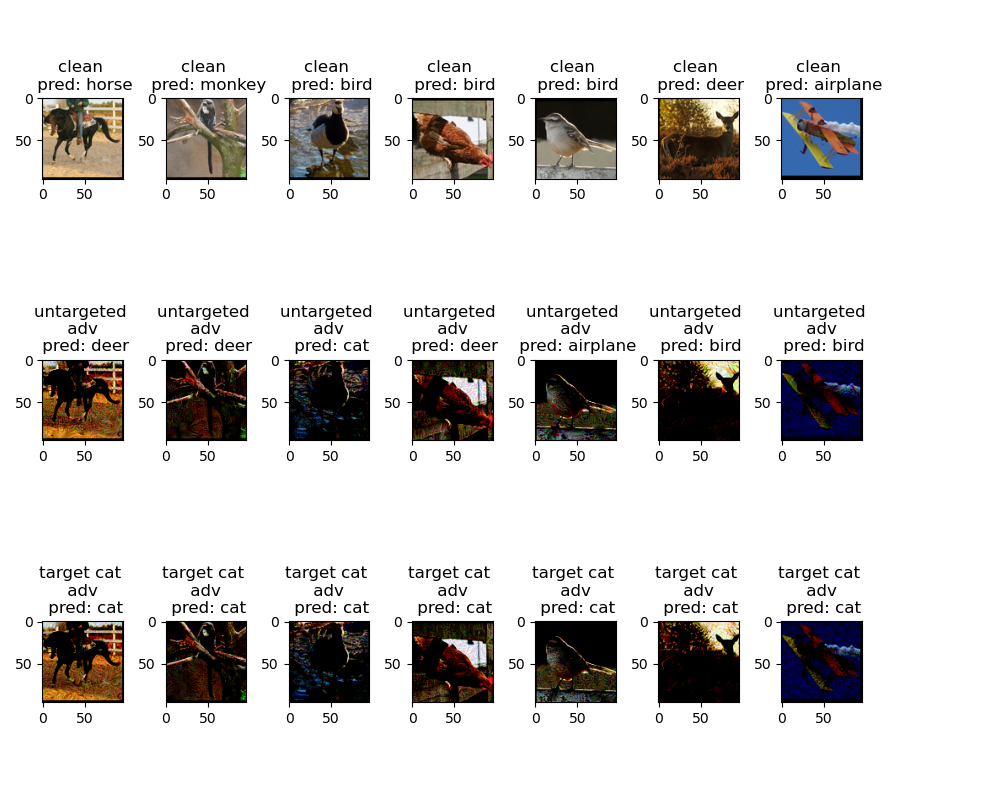 clean clean clean clean clean clean clean
pred: horse pred: monkey pred: bird pred: bird pred: bird pred: deer pred: airplane
0 0 0 0 0 0 0
50 50 50 50 50 50 50
0 50 0 50 0 50 0 50 0 50 0 50 0 50
untargeted untargeted untargeted untargeted untargeted untargeted untargeted
adv adv adv adv adv adv adv
pred: deer pred: deer pred: cat pred: deer pred: airplane pred: bird pred: bird
0 0 0 0 0 0 0
50 50 50 50 50 50 50
0 50 0 50 0 50 0 50 0 50 0 50 0 50
target cat target cat target cat target cat target cat target cat target cat
adv adv adv adv adv adv adv
pred: cat pred: cat pred: cat pred: cat pred: cat pred: cat pred: cat
0 0 0 0 0 0 0
50 50 50 50 50 50 50
0 50 0 50 0 50 0 50 0 50 0 50 0 50